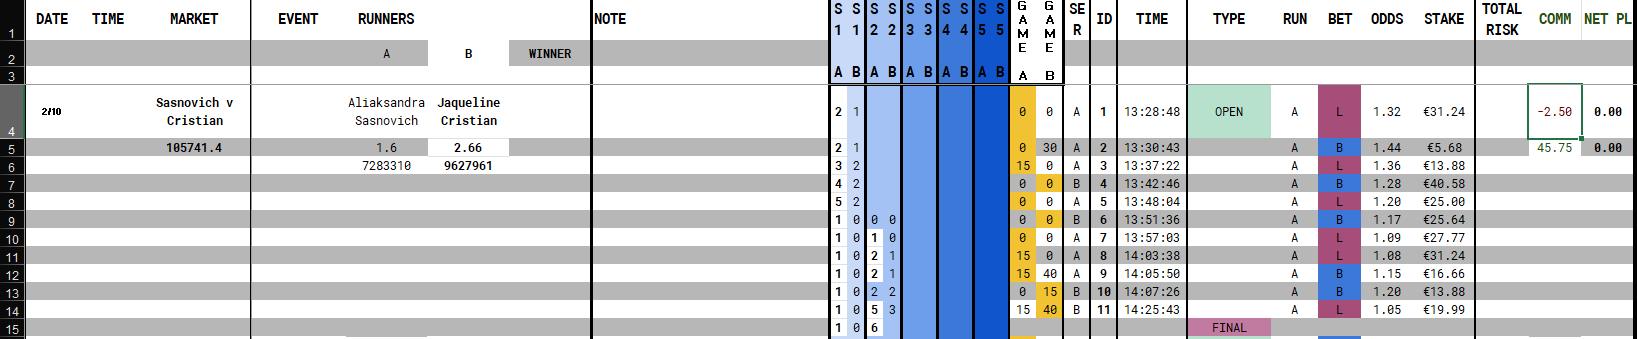 DATE TIME MARKET EVENT RUNNERS NOTE S 1 A S 1 B S 2 A S 2 B S 3 A S 3 B S 4 A S 4 B S 5 A S 5 B GAME A GAME B SER ID TIME TYPE RUN BET ODDS STAKE TOTAL RISK COMM NET PL
1
2 A B WINNER
3
4 2/10 Sasnovich v Cristian Aliaksandra Sasnovich Jaqueline Cristian 2 1 0 0 A 1 13:28:48 OPEN A L 1.32 €31.24 -2.50 0.00
5 105741.4 1.6 2.66 2 1 0 30 A 2 13:30:43 A B 1.44 €5.68 45.75 0.00
6 7283310 9627961 3 2 15 0 A 3 13:37:22 A L 1.36 €13.88
7 4 2 0 0 B 4 13:42:46 A B 1.28 €40.58
8 5 2 0 0 A 5 13:48:04 A L 1.20 €25.00
9 1 0 0 0 0 0 B 6 13:51:36 A B 1.17 €25.64
10 1 0 1 0 0 0 A 7 13:57:03 A L 1.09 €27.77
11 1 0 2 1 15 0 A 8 14:03:38 A L 1.08 €31.24
12 1 0 2 1 15 40 A 9 14:05:50 A B 1.15 €16.66
13 1 0 2 2 0 15 B 10 14:07:26 A B 1.20 €13.88
14 1 0 5 3 15 40 B 11 14:25:43 A L 1.05 €19.99
15 1 0 6 FINAL